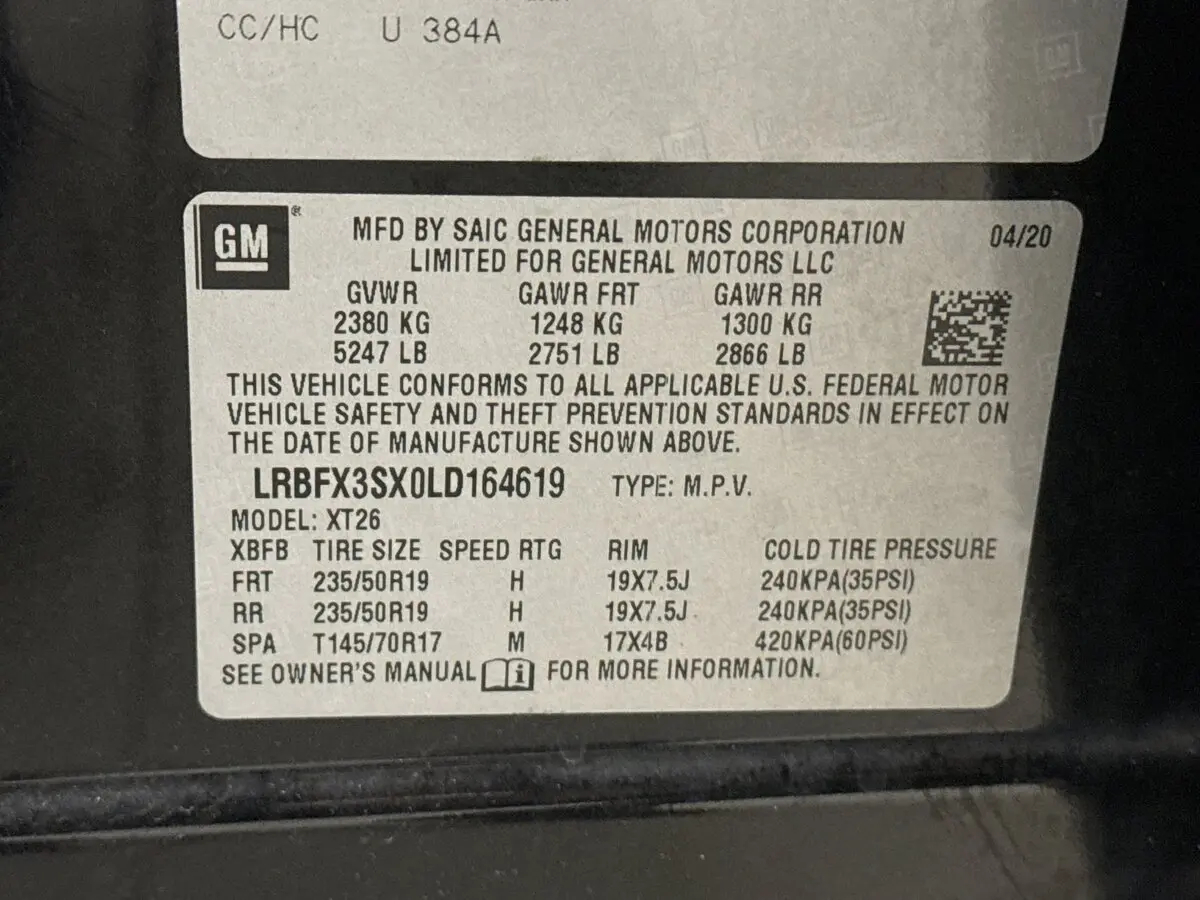 CC/HC U 384A
GM ®
MFD BY SAIC GENERAL MOTORS CORPORATION 04/20
LIMITED FOR GENERAL MOTORS LLC
GVWR GAWR FRT GAWR RR
2380 KG 1248 KG 1300 KG
5247 LB 2751 LB 2866 LB
THIS VEHICLE CONFORMS TO ALL APPLICABLE U.S. FEDERAL MOTOR
VEHICLE SAFETY AND THEFT PREVENTION STANDARDS IN EFFECT ON
THE DATE OF MANUFACTURE SHOWN ABOVE.
LRBFX3SX0LD164619 TYPE: M.P.V.
MODEL: XT26
XBFB TIRE SIZE SPEED RTG RIM COLD TIRE PRESSURE
FRT 235/50R19 H 19X7.5J 240KPA(35PSI)
RR 235/50R19 H 19X7.5J 240KPA(35PSI)
SPA T145/70R17 M 17X4B 420KPA(60PSI)
SEE OWNER'S MANUAL i FOR MORE INFORMATION.